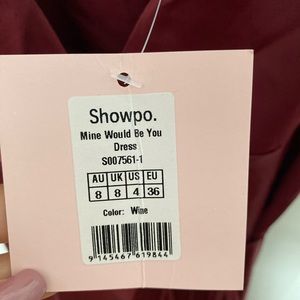 Showpo.
Mine Would Be You
Dress
S007561-1
AU UK US EU
8 8 4 36
Color: Wine
9 145467 619844